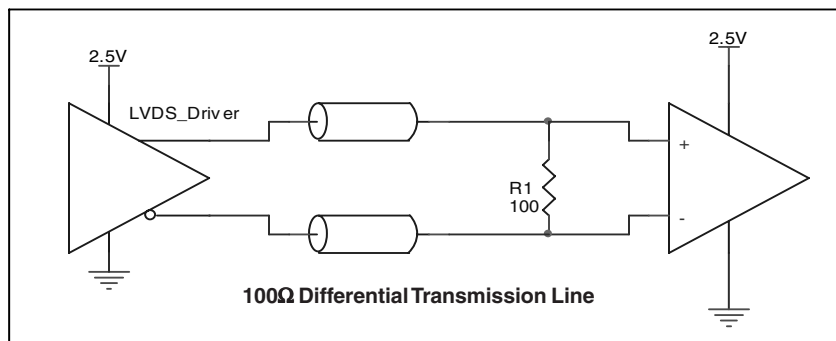 2.5V
2.5V
LVDS_Driver
+
R1
100
-
100Ω Differential Transmission Line